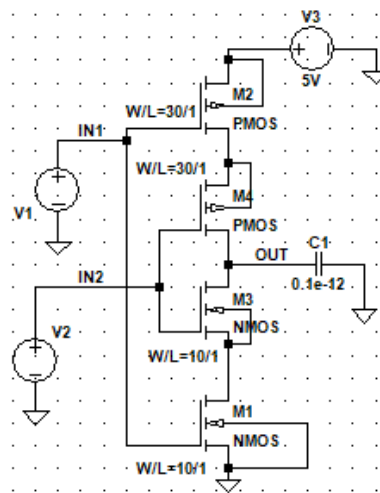 V3
+ −
5V
M2
W/L=30/1
PMOS
IN1
W/L=30/1
M4
+
V1
−
PMOS
OUT
C1
0.1e-12
IN2
M3
V2
NMOS
+
−
W/L=10/1
M1
NMOS
W/L=10/1